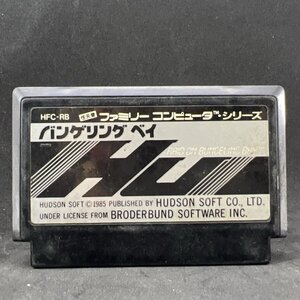 HFC-RB ファミリー コンピュータ™シリーズ
バンゲリング ベイ
RAID ON BUNGELING BAY
HUDSON SOFT © 1985 PUBLISHED BY HUDSON SOFT CO., LTD.
UNDER LICENSE FROM BRODERBUND SOFTWARE INC.